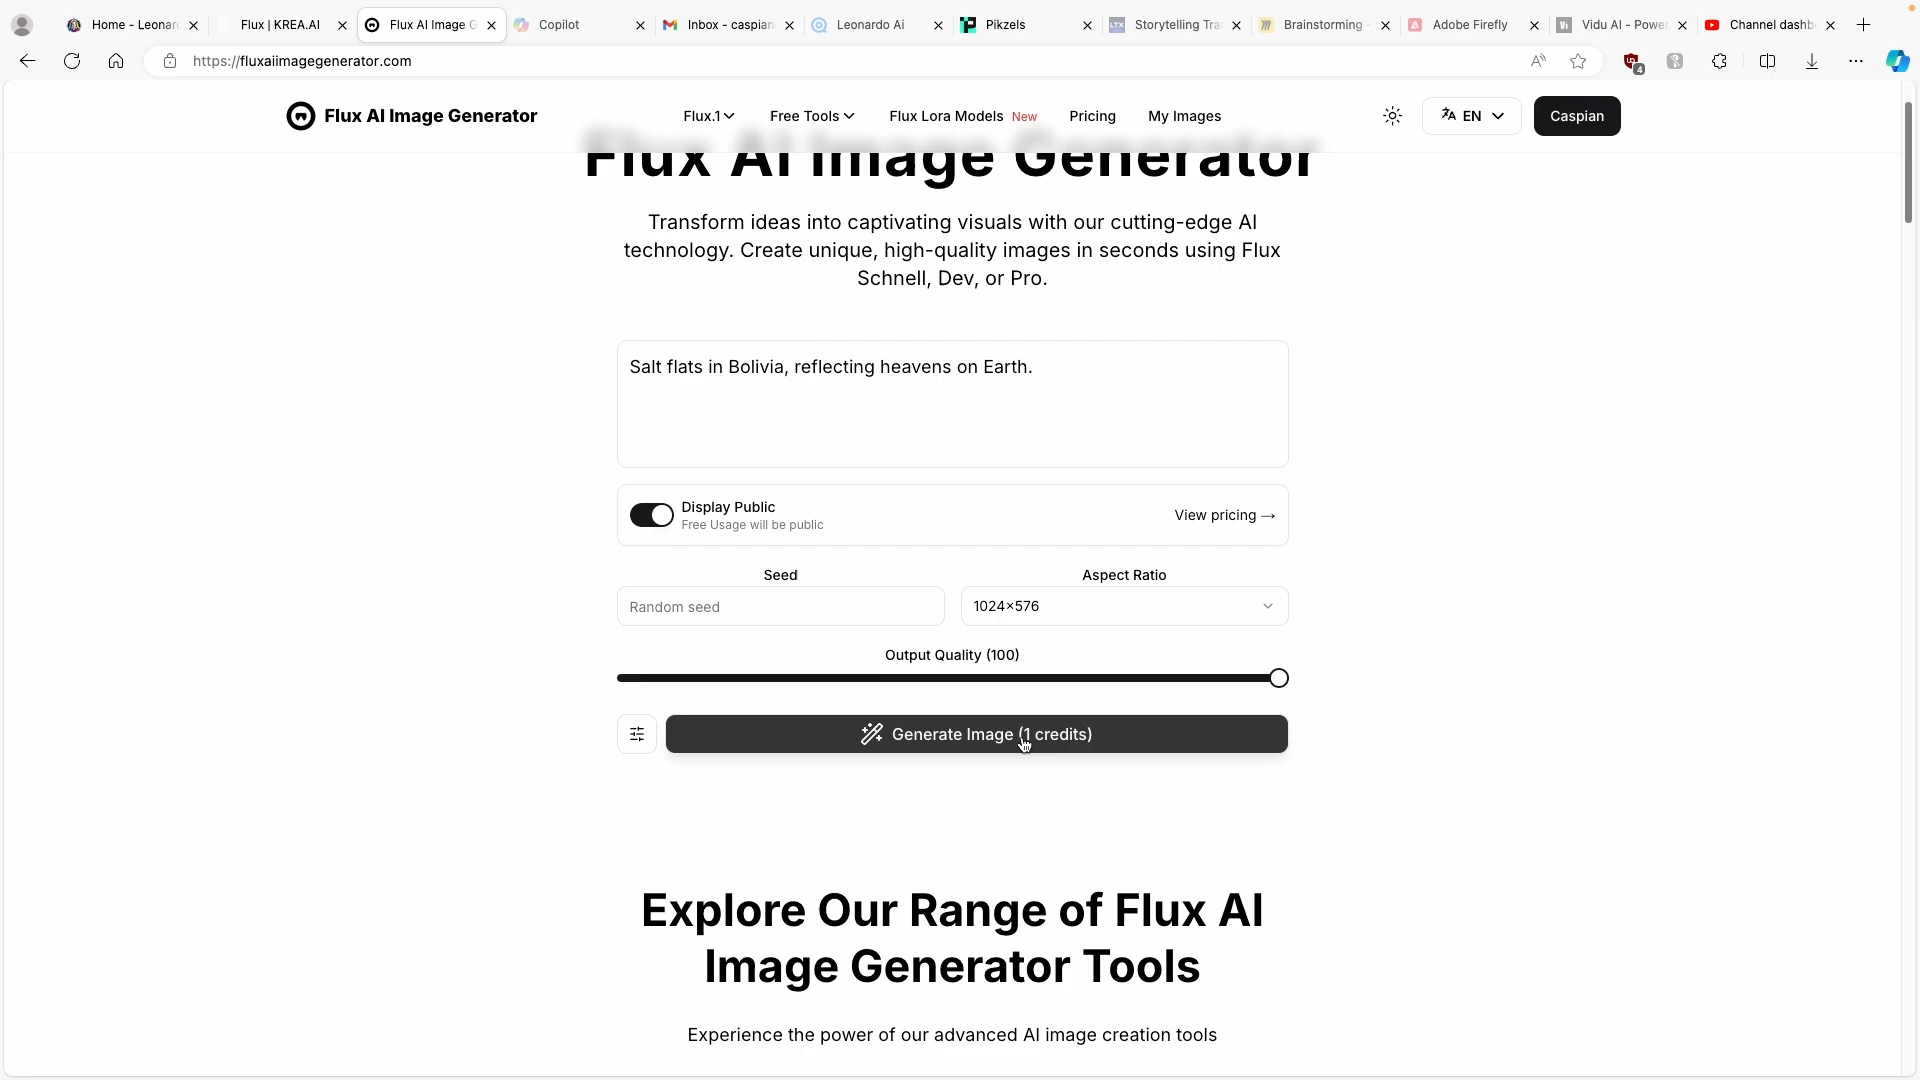 Home - Leonar
Flux | KREA.AI
Flux AI Image G
Copilot
Inbox - caspian
Leonardo Ai
Pikzels
Storytelling Tra
Brainstorming -
Adobe Firefly
Vidu AI - Power
Channel dashb
https://fluxaiimagegenerator.com
4
Flux AI Image Generator
Flux.1
Free Tools
Flux Lora Models New
Pricing
My Images
EN
Caspian
Flux AI Image Generator
Transform ideas into captivating visuals with our cutting-edge AI
technology. Create unique, high-quality images in seconds using Flux
Schnell, Dev, or Pro.
Salt flats in Bolivia, reflecting heavens on Earth.
Display Public
Free Usage will be public
View pricing →
Seed
Aspect Ratio
Random seed
1024×576
Output Quality (100)
Generate Image (1 credits)
Explore Our Range of Flux AI
Image Generator Tools
Experience the power of our advanced AI image creation tools